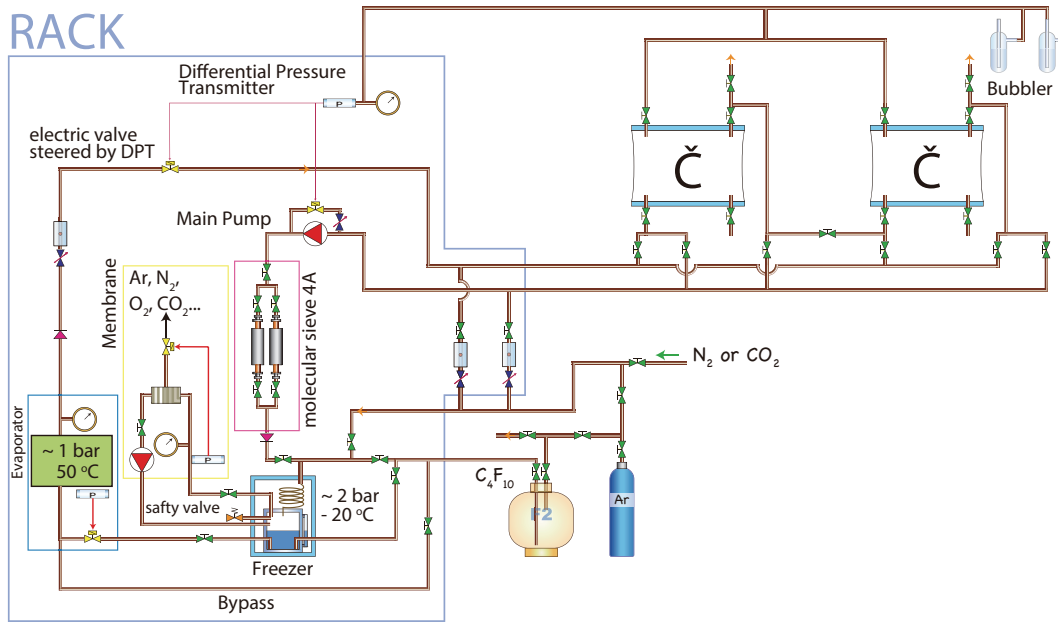 RACK
Differential Pressure
Transmitter
P
Bubbler
electric valve
steered by DPT
Č
Č
Main Pump
Membrane
Ar, N₂,
O₂, CO₂...
molecular sieve 4A
N₂ or CO₂
Evaporator
~ 1 bar
50 °C
P
P
safty valve
~ 2 bar
- 20 °C
C₄F₁₀
F2
Ar
Freezer
Bypass